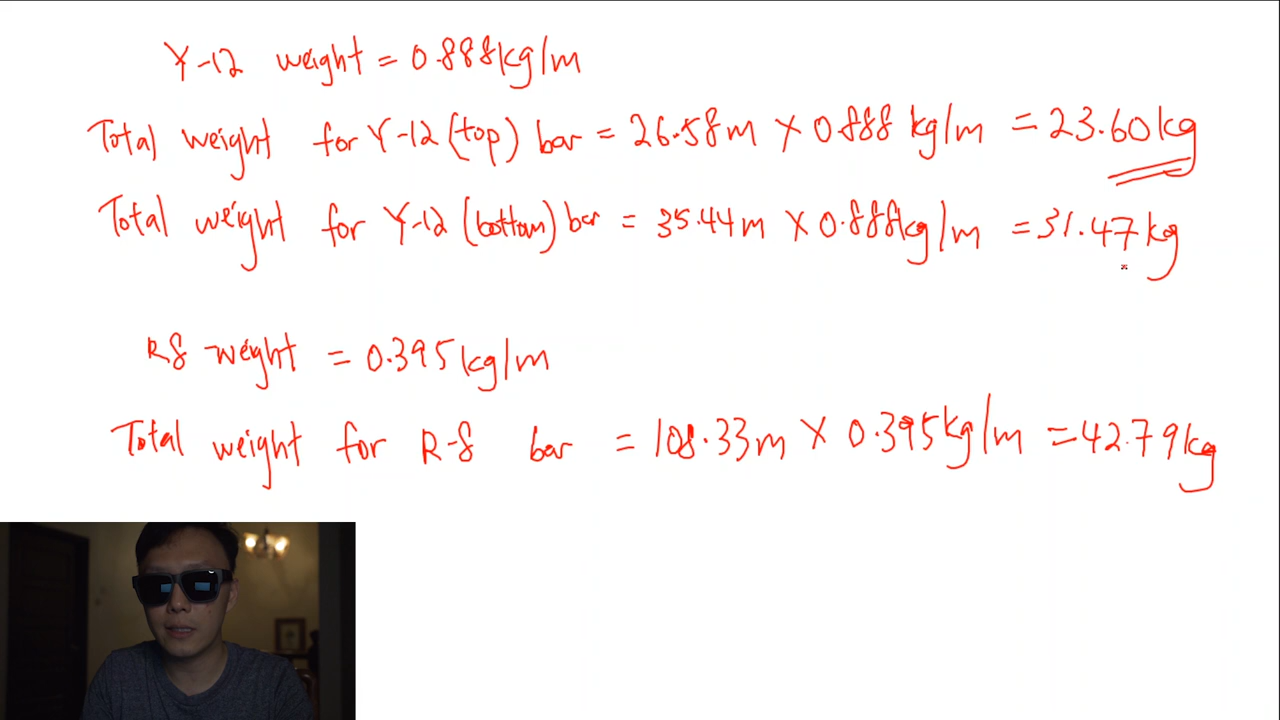 Y-12 weight = 0.888kg/m
Total weight for Y-12 (top) bar = 26.58m X 0.888 kg/m = 23.60kg
Total weight for Y-12 (bottom) bar = 35.44m X 0.888kg/m = 31.47kg
R8 weight = 0.395kg/m
Total weight for R-8 bar = 108.33m X 0.395kg/m = 42.79kg